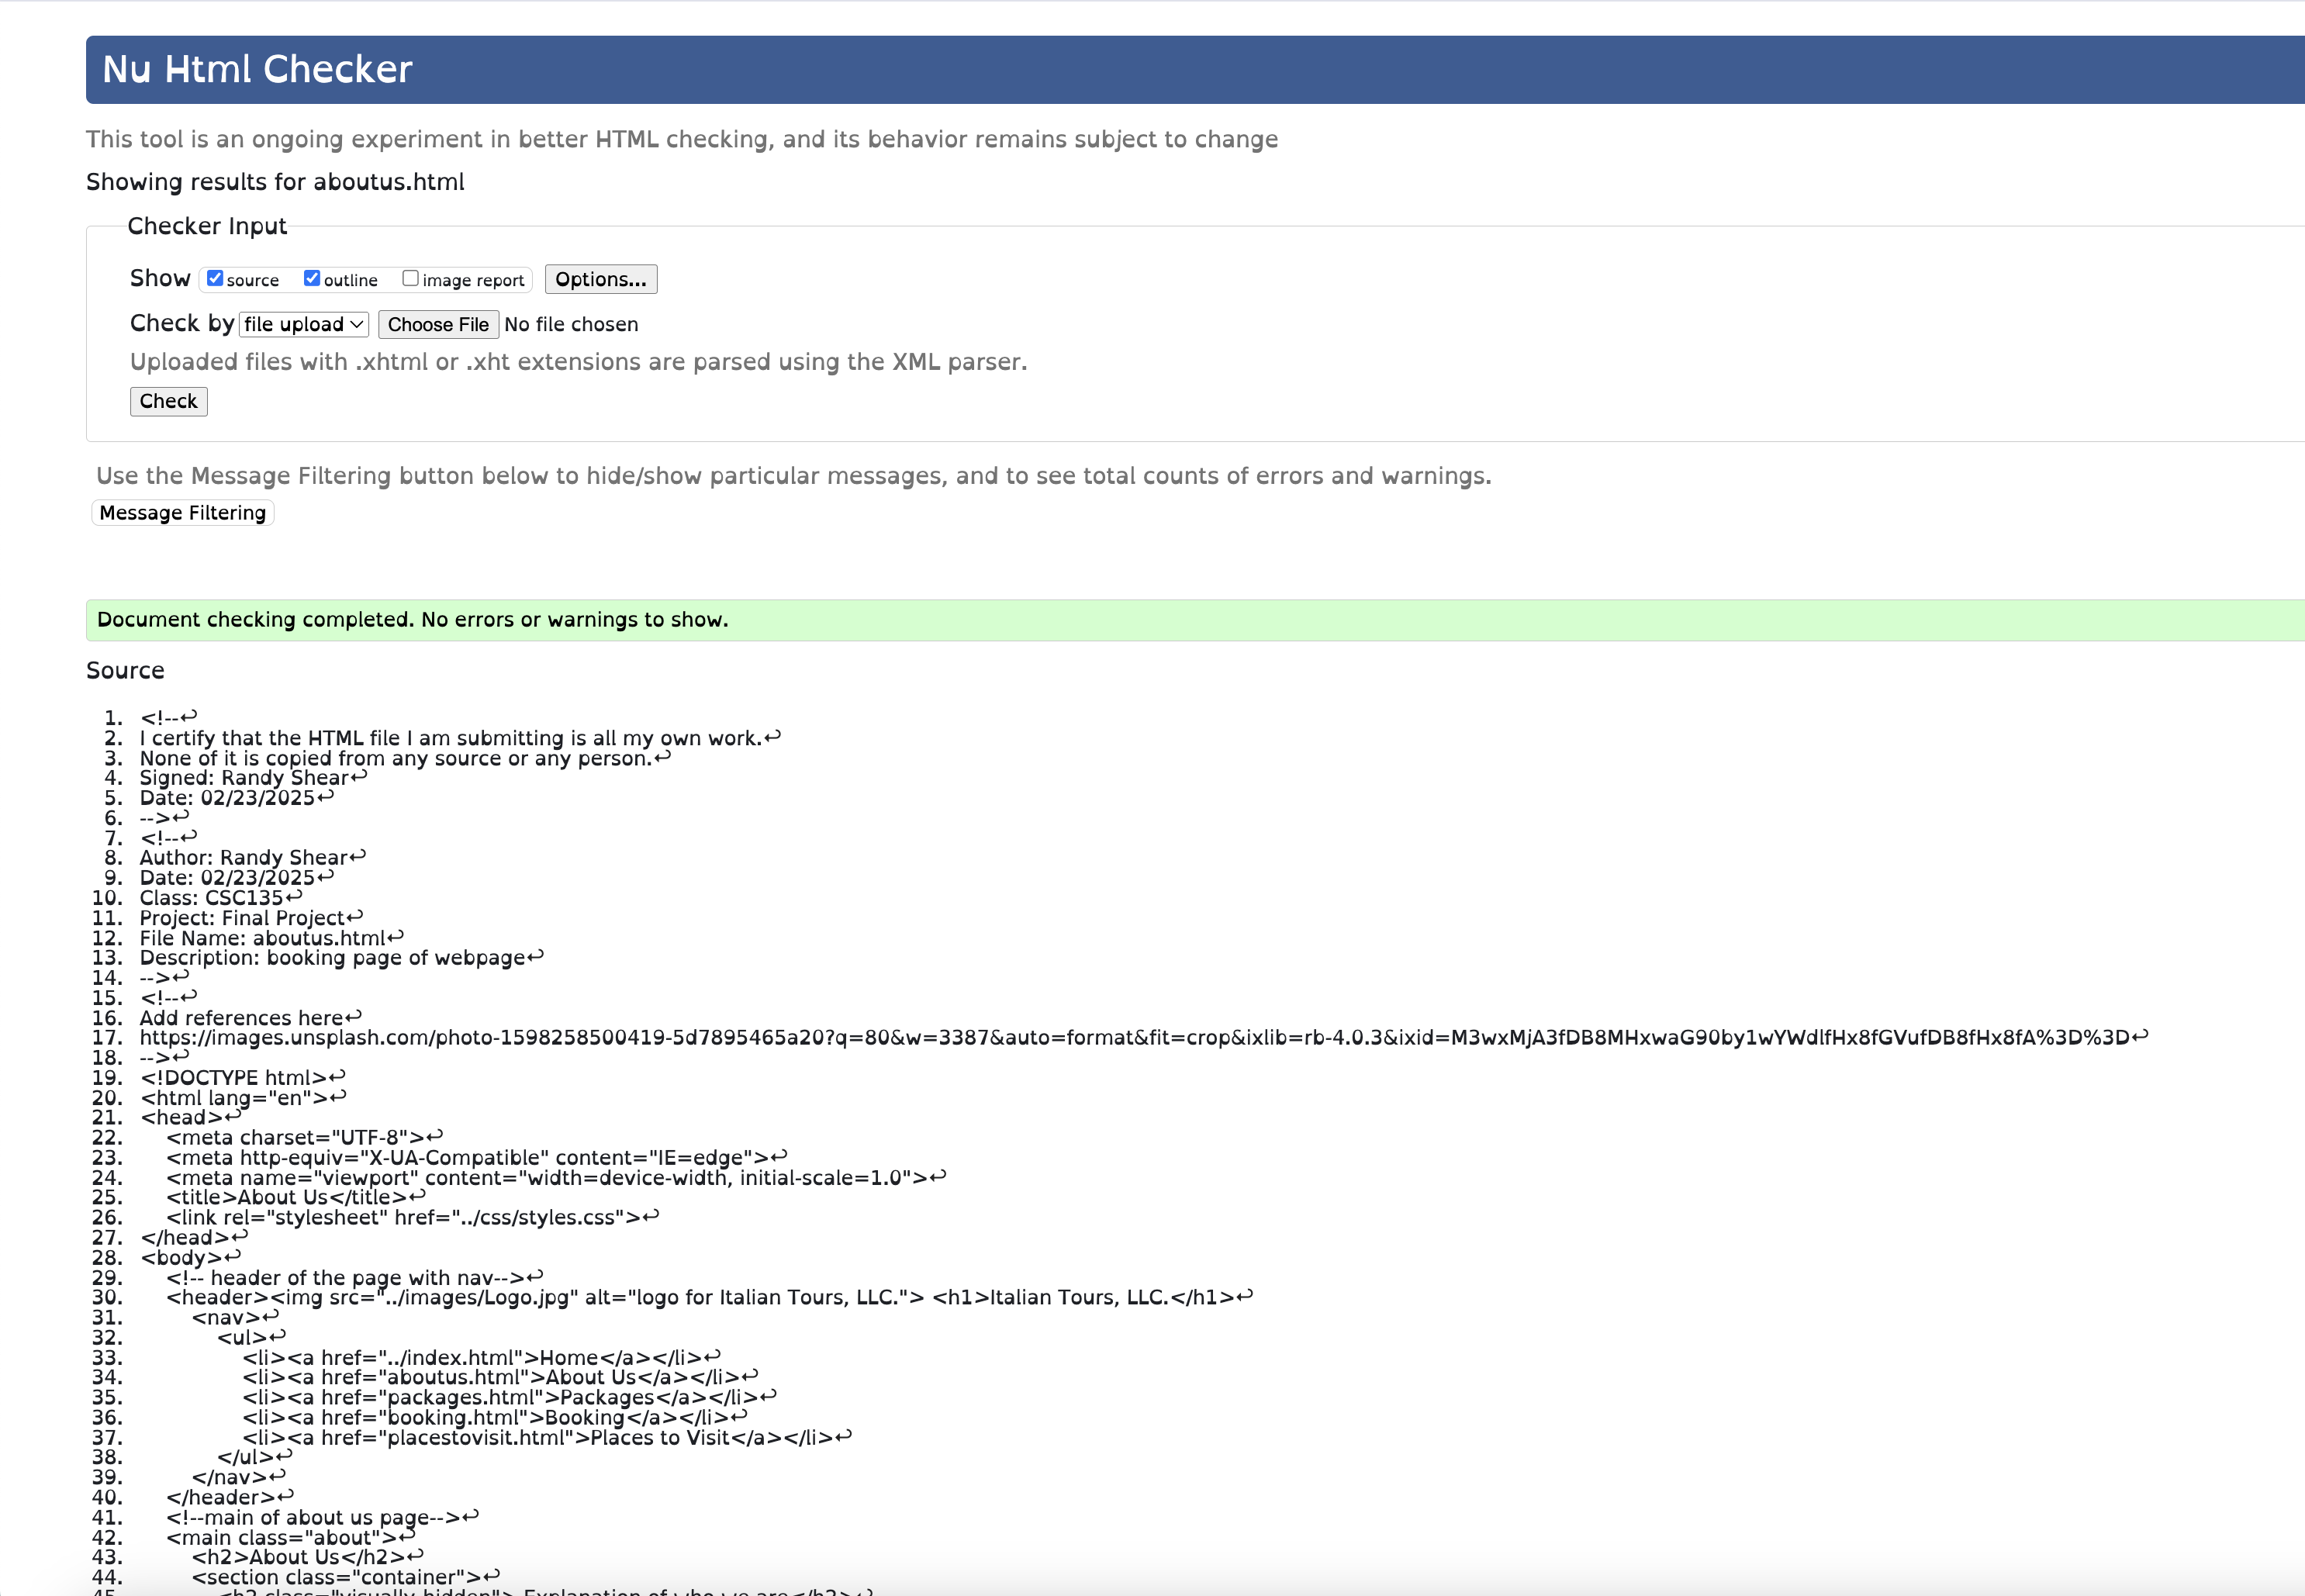 Nu Html Checker
This tool is an ongoing experiment in better HTML checking, and its behavior remains subject to change
Showing results for aboutus.html
Checker Input
Show source outline image report Options...
Check by file upload Choose File No file chosen
Uploaded files with .xhtml or .xht extensions are parsed using the XML parser.
Check
Use the Message Filtering button below to hide/show particular messages, and to see total counts of errors and warnings.
Message Filtering
Document checking completed. No errors or warnings to show.
Source
1. <!--↩
2. I certify that the HTML file I am submitting is all my own work.↩
3. None of it is copied from any source or any person.↩
4. Signed: Randy Shear↩
5. Date: 02/23/2025↩
6. -->↩
7. <!--↩
8. Author: Randy Shear↩
9. Date: 02/23/2025↩
10. Class: CSC135↩
11. Project: Final Project↩
12. File Name: aboutus.html↩
13. Description: booking page of webpage↩
14. -->↩
15. <!--↩
16. Add references here↩
17. https://images.unsplash.com/photo-1598258500419-5d7895465a20?q=80&w=3387&auto=format&fit=crop&ixlib=rb-4.0.3&ixid=M3wxMjA3fDB8MHxwaG90by1wYWdlfHx8fGVufDB8fHx8fA%3D%3D↩
18. -->↩
19. <!DOCTYPE html>↩
20. <html lang="en">↩
21. <head>↩
22. <meta charset="UTF-8">↩
23. <meta http-equiv="X-UA-Compatible" content="IE=edge">↩
24. <meta name="viewport" content="width=device-width, initial-scale=1.0">↩
25. <title>About Us</title>↩
26. <link rel="stylesheet" href="../css/styles.css">↩
27. </head>↩
28. <body>↩
29. <!-- header of the page with nav-->↩
30. <header><img src="../images/Logo.jpg" alt="logo for Italian Tours, LLC."> <h1>Italian Tours, LLC.</h1>↩
31. <nav>↩
32. <ul>↩
33. <li><a href="../index.html">Home</a></li>↩
34. <li><a href="aboutus.html">About Us</a></li>↩
35. <li><a href="packages.html">Packages</a></li>↩
36. <li><a href="booking.html">Booking</a></li>↩
37. <li><a href="placestovisit.html">Places to Visit</a></li>↩
38. </ul>↩
39. </nav>↩
40. </header>↩
41. <!--main of about us page-->↩
42. <main class="about">↩
43. <h2>About Us</h2>↩
44. <section class="container">↩
45. <h2 class="visually-hidden"> Explanation of who we are</h2>↩